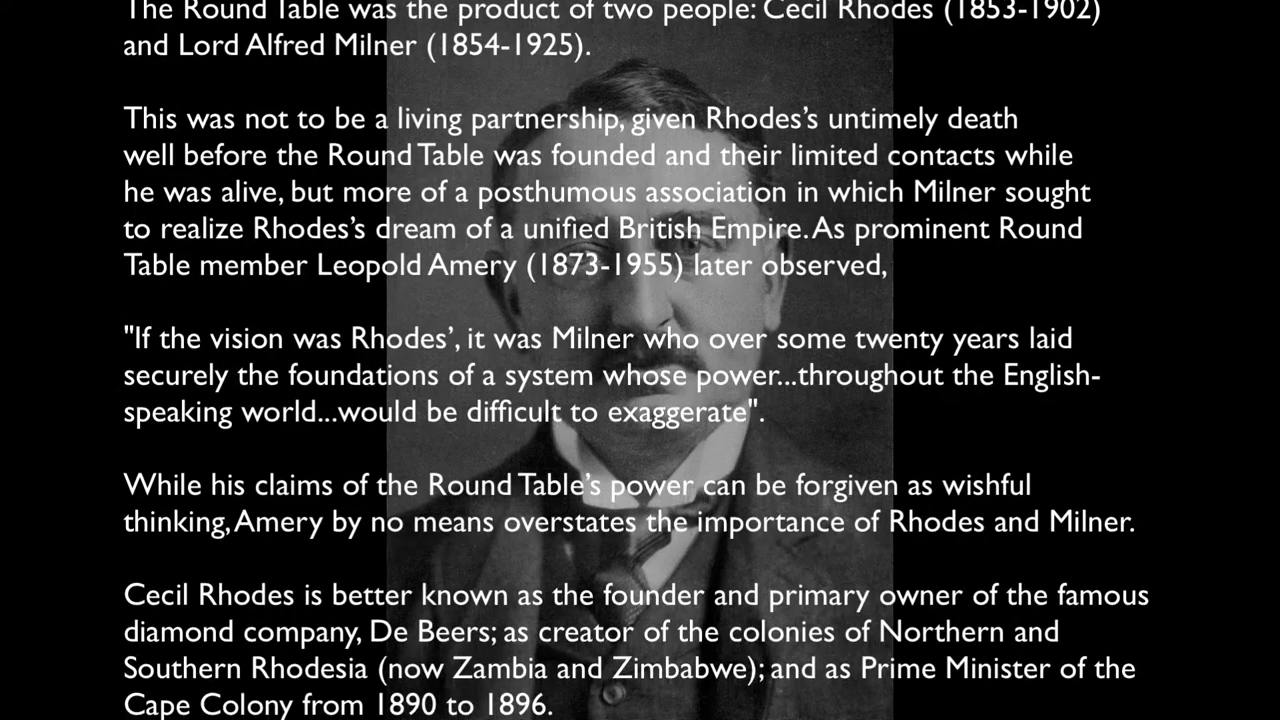 The Round Table was the product of two people: Cecil Rhodes (1853-1902)
and Lord Alfred Milner (1854-1925).
This was not to be a living partnership, given Rhodes’s untimely death
well before the Round Table was founded and their limited contacts while
he was alive, but more of a posthumous association in which Milner sought
to realize Rhodes’s dream of a unified British Empire. As prominent Round
Table member Leopold Amery (1873-1955) later observed,
"If the vision was Rhodes’, it was Milner who over some twenty years laid
securely the foundations of a system whose power...throughout the English-
speaking world...would be difficult to exaggerate".
While his claims of the Round Table’s power can be forgiven as wishful
thinking, Amery by no means overstates the importance of Rhodes and Milner.
Cecil Rhodes is better known as the founder and primary owner of the famous
diamond company, De Beers; as creator of the colonies of Northern and
Southern Rhodesia (now Zambia and Zimbabwe); and as Prime Minister of the
Cape Colony from 1890 to 1896.